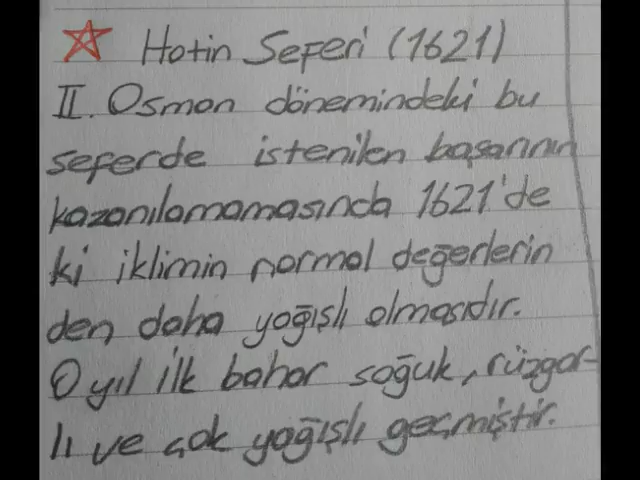 Hotin Seferi (1621)
II. Osman dönemindeki bu
seferde istenilen başarının
kazanılamamasında 1621'de
ki iklimin normal değerlerin
den daha yağışlı olmasıdır.
O yıl ilk bahar soğuk, rüzgar-
lı ve çok yağışlı geçmiştir.